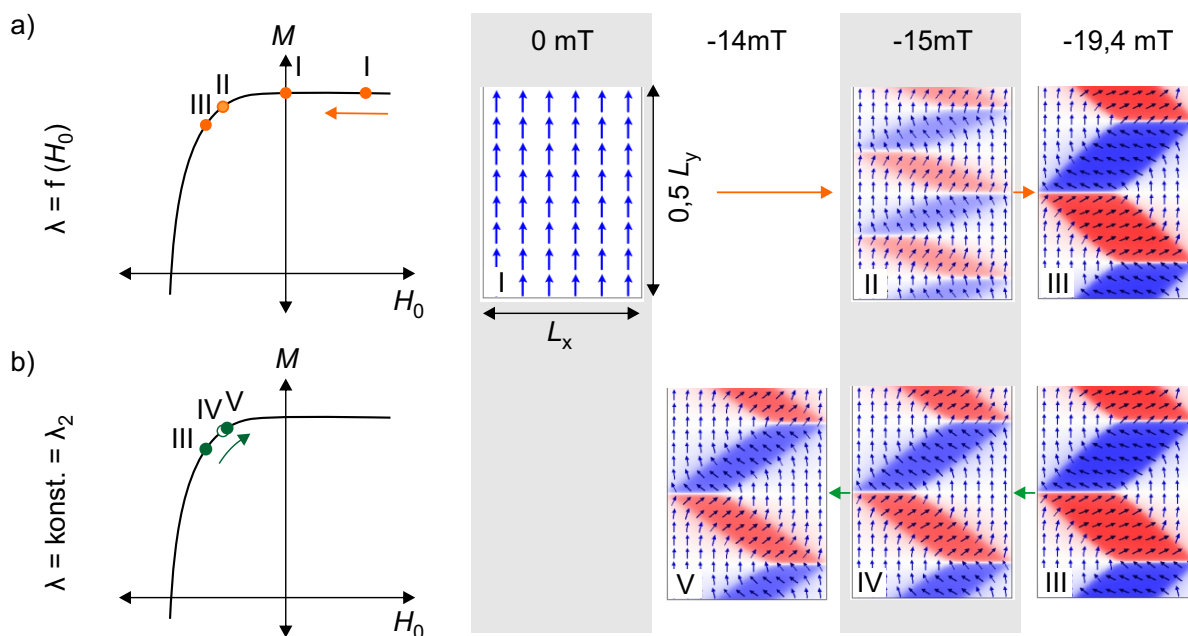 a)
M
I
I
II
III
H0
λ = f (H0)
0 mT
-14mT
-15mT
-19,4 mT
I
0,5 Ly
Lx
II
III
b)
M
IV
V
III
H0
λ = konst. = λ2
V
IV
III